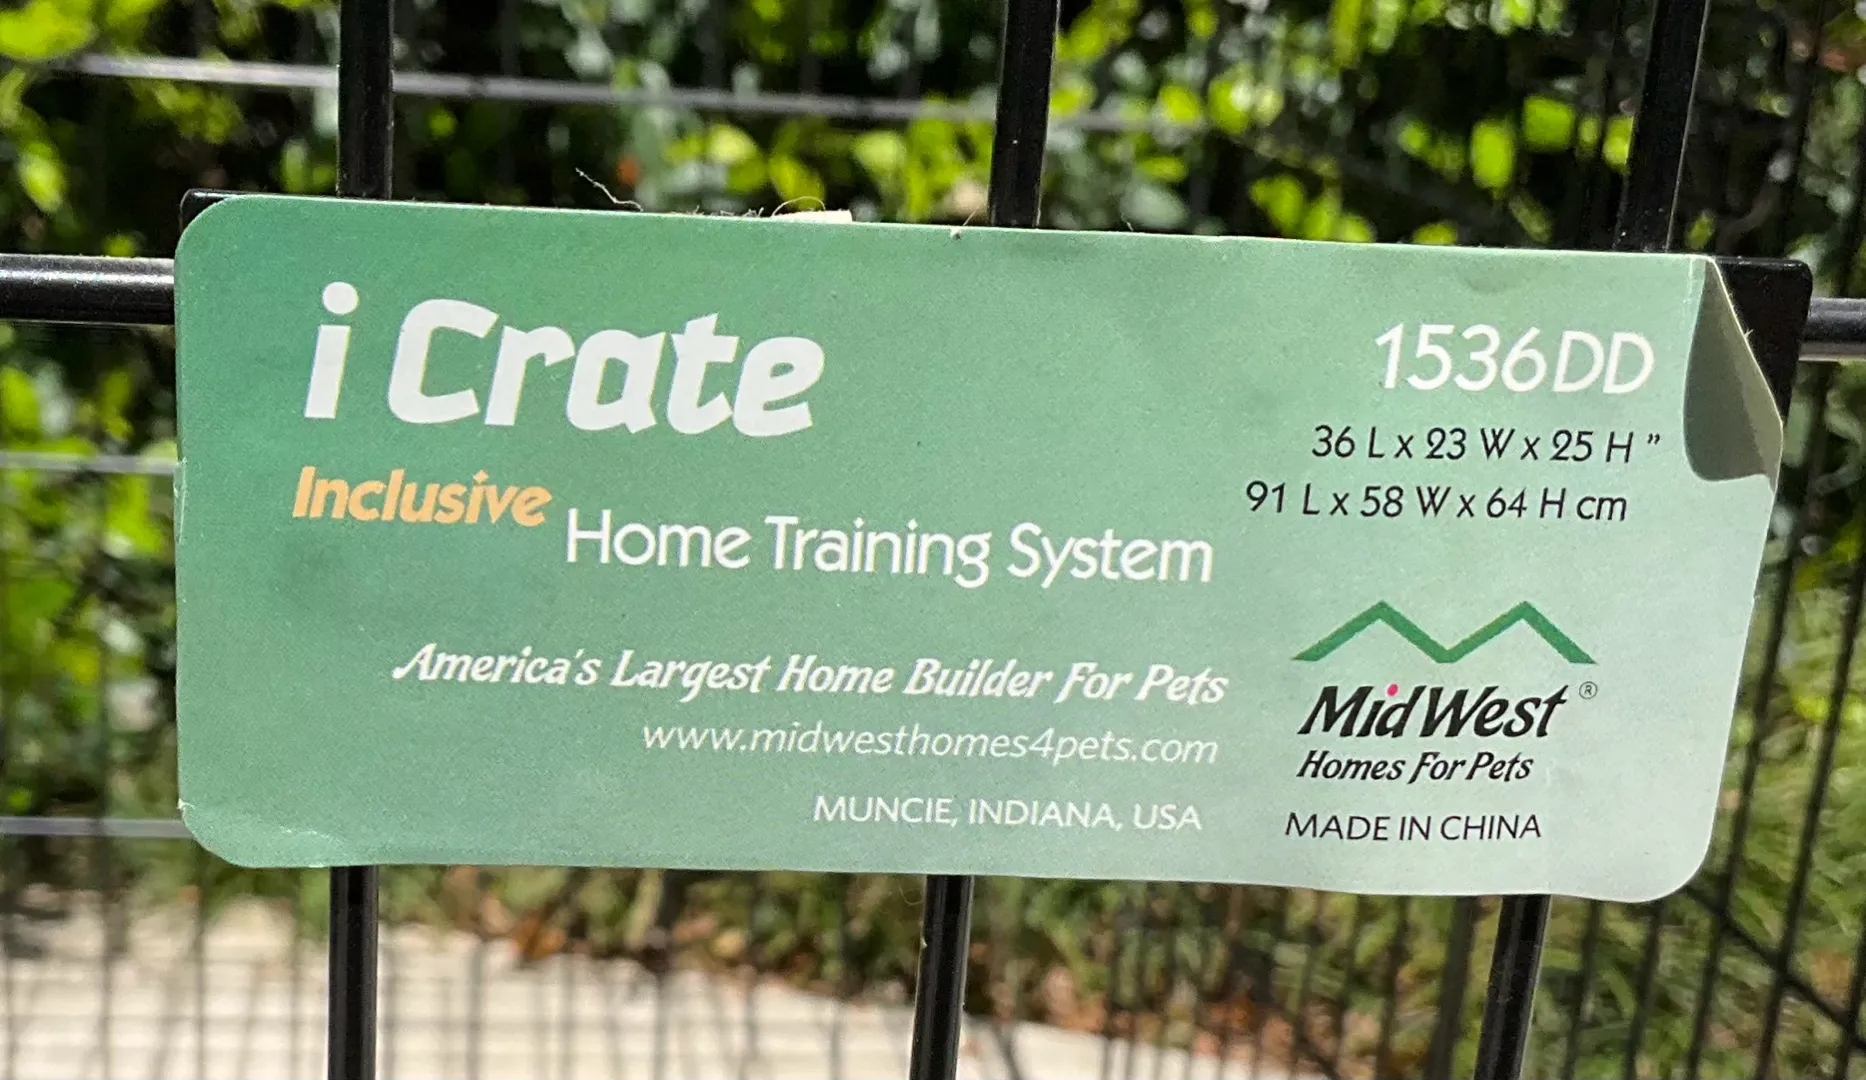 i Crate
Inclusive Home Training System
America's Largest Home Builder For Pets
www.midwesthomes4pets.com
MUNCIE, INDIANA, USA
1536DD
36 L x 23 W x 25 H "
91 L x 58 W x 64 H cm
MidWest®
Homes For Pets
MADE IN CHINA